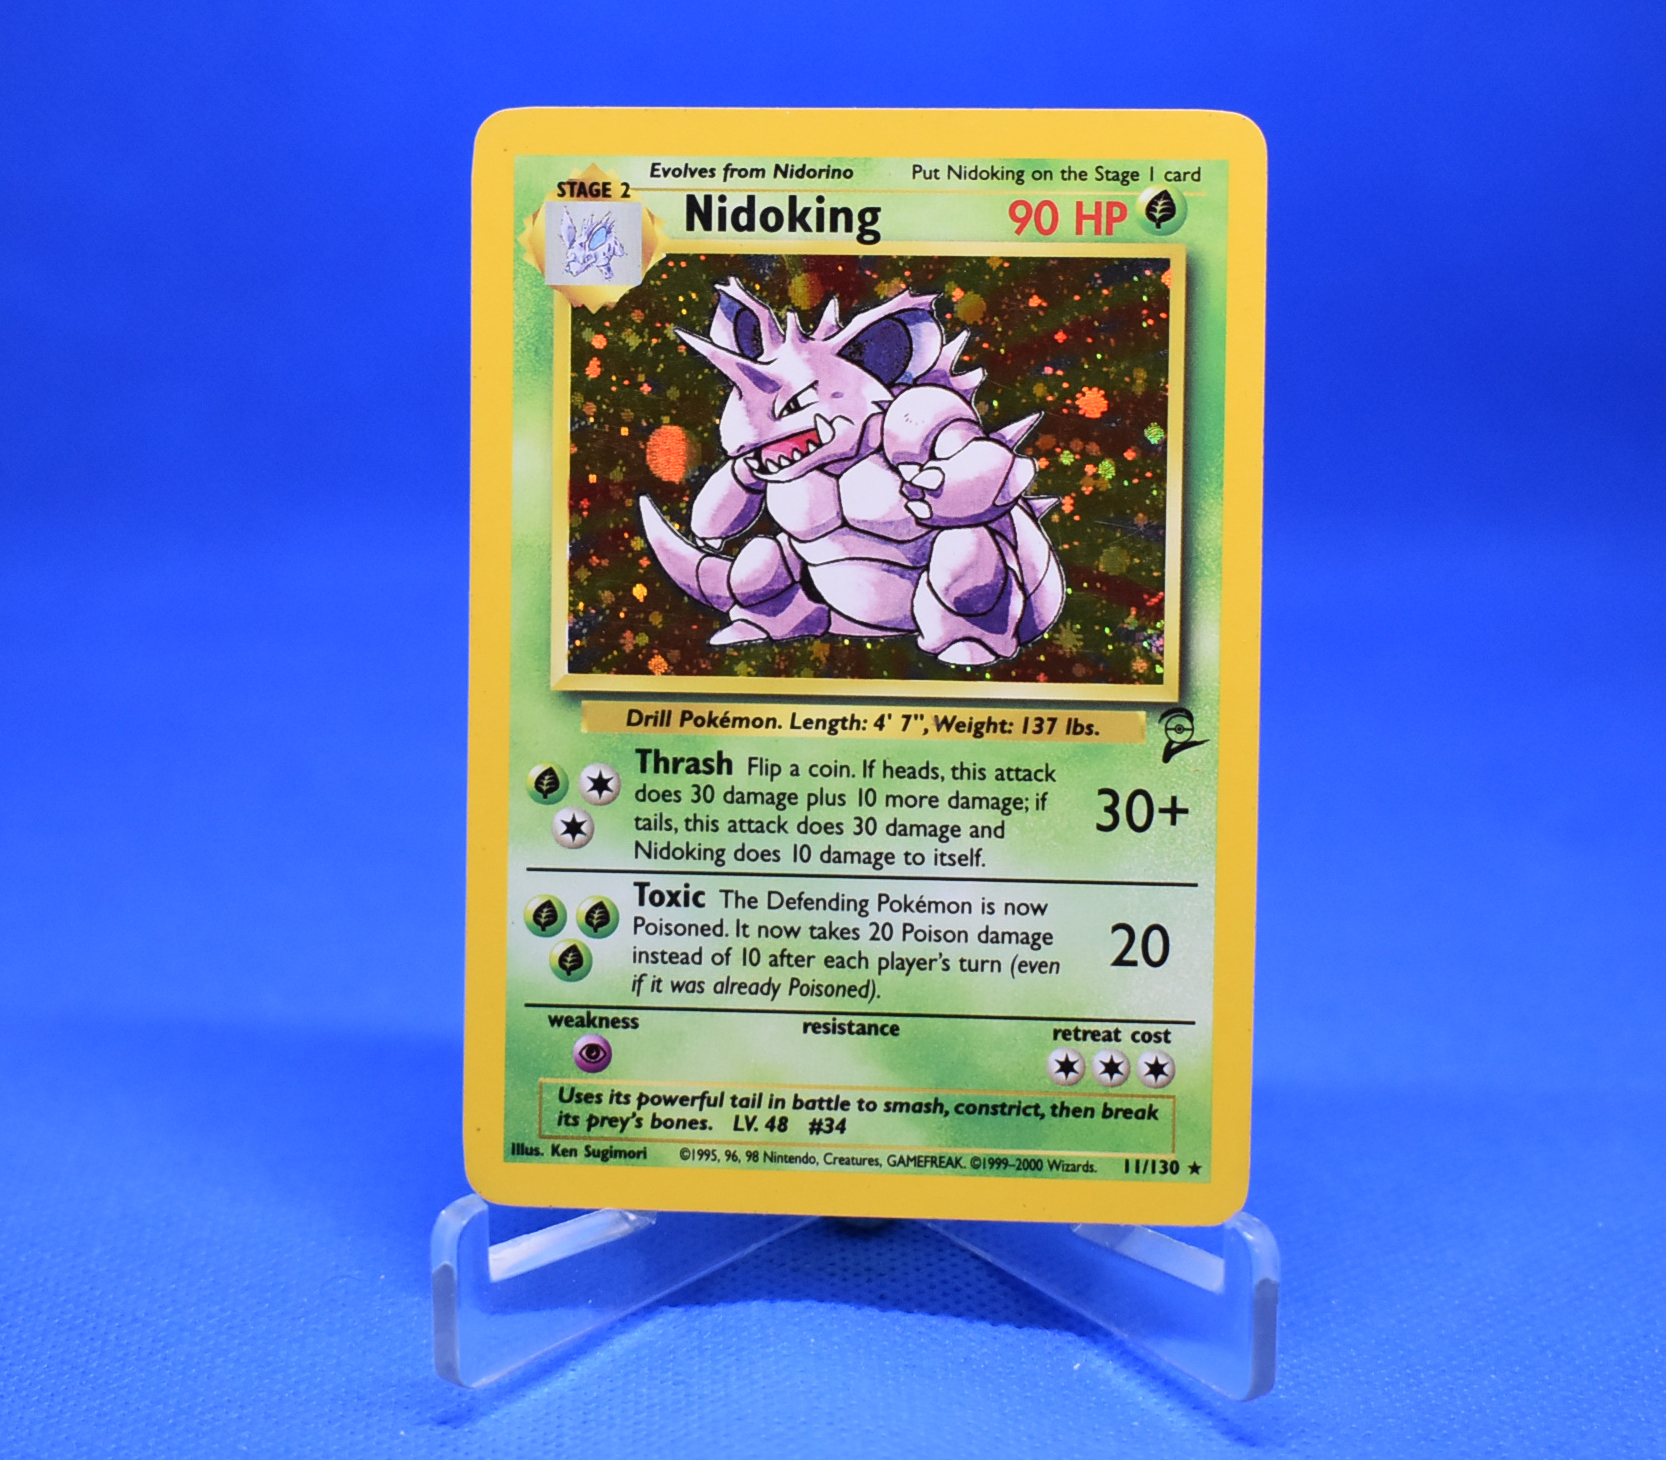 Evolves from Nidorino
Put Nidoking on the Stage 1 card
STAGE 2
Nidoking
90 HP
Drill Pokémon. Length: 4' 7", Weight: 137 lbs.
Thrash Flip a coin. If heads, this attack
does 30 damage plus 10 more damage; if
tails, this attack does 30 damage and
Nidoking does 10 damage to itself.
30+
Toxic The Defending Pokémon is now
Poisoned. It now takes 20 Poison damage
instead of 10 after each player's turn (even
if it was already Poisoned).
20
weakness
resistance
retreat cost
Uses its powerful tail in battle to smash, constrict, then break
its prey's bones. LV. 48 #34
Illus. Ken Sugimori
©1995, 96, 98 Nintendo, Creatures, GAMEFREAK. ©1999-2000 Wizards.
11/130 ★